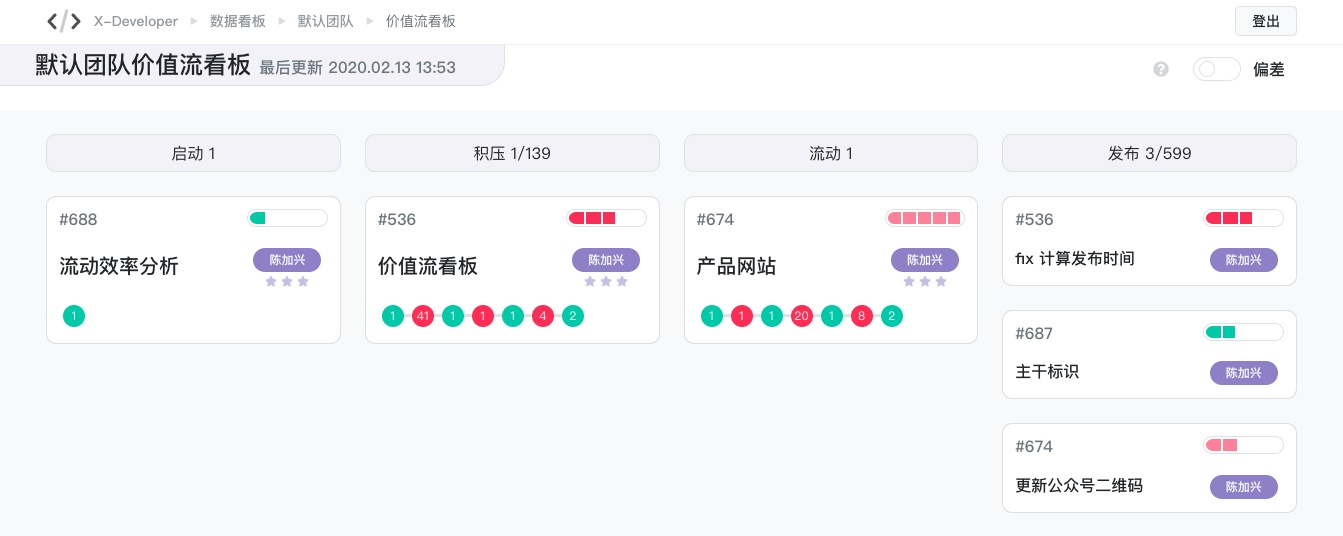 X-Developer 数据看板 默认团队 价值流看板
登出
默认团队价值流看板 最后更新 2020.02.13 13:53
? 偏差
启动 1
#688
流动效率分析
陈加兴
1
积压 1/139
#536
价值流看板
陈加兴
1 41 1 1 1 4 2
流动 1
#674
产品网站
陈加兴
1 1 1 20 1 8 2
发布 3/599
#536
fix 计算发布时间
陈加兴
#687
主干标识
陈加兴
#674
更新公众号二维码
陈加兴